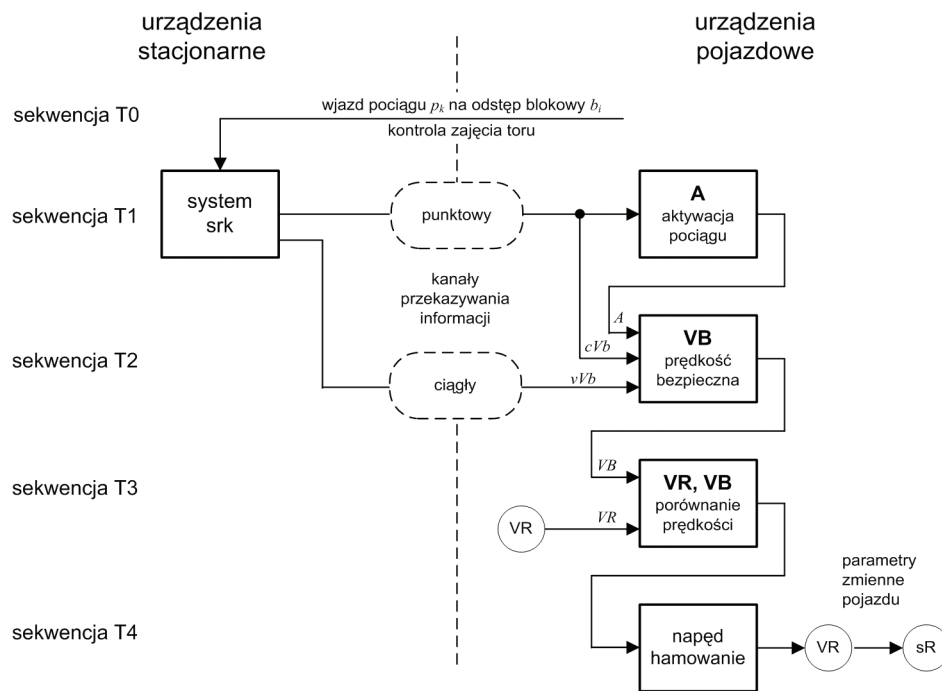 urządzenia
stacjonarne
urządzenia
pojazdowe
sekwencja T0
wjazd pociągu pk na odstęp blokowy bi
kontrola zajęcia toru
sekwencja T1
system
srk
punktowy
A
aktywacja
pociągu
kanały
przekazywania
informacji
A
cVb
sekwencja T2
VB
prędkość
bezpieczna
ciągły
vVb
sekwencja T3
VB
VR, VB
porównanie
prędkości
VR
VR
parametry
zmienne
pojazdu
sekwencja T4
napęd
hamowanie
VR
sR